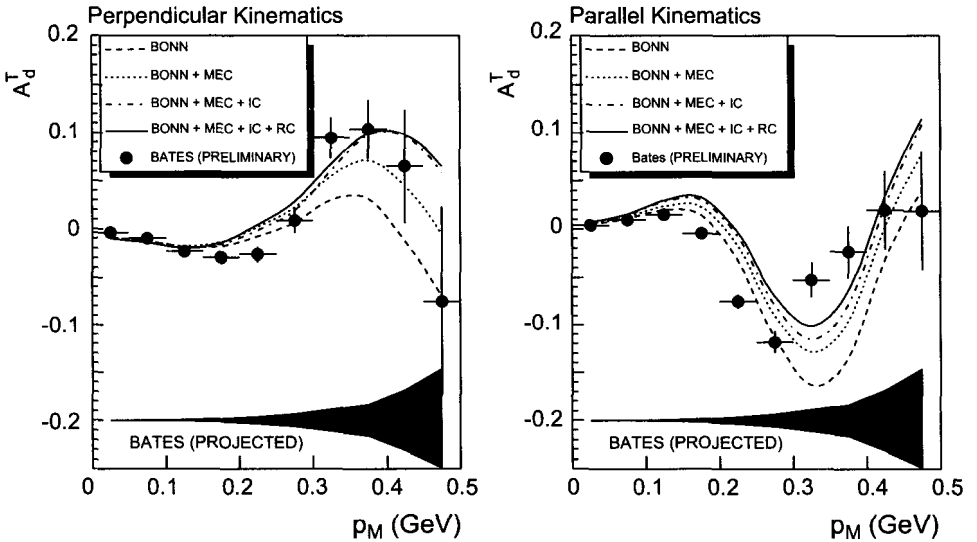 Perpendicular Kinematics
A_d^T
0.2
0.1
0
-0.1
-0.2
BONN
BONN + MEC
BONN + MEC + IC
BONN + MEC + IC + RC
BATES (PRELIMINARY)
BATES (PROJECTED)
0 0.1 0.2 0.3 0.4 0.5
p_M (GeV)
Parallel Kinematics
A_d^T
0.2
0.1
0
-0.1
-0.2
BONN
BONN + MEC
BONN + MEC + IC
BONN + MEC + IC + RC
Bates (PRELIMINARY)
BATES (PROJECTED)
0 0.1 0.2 0.3 0.4 0.5
p_M (GeV)